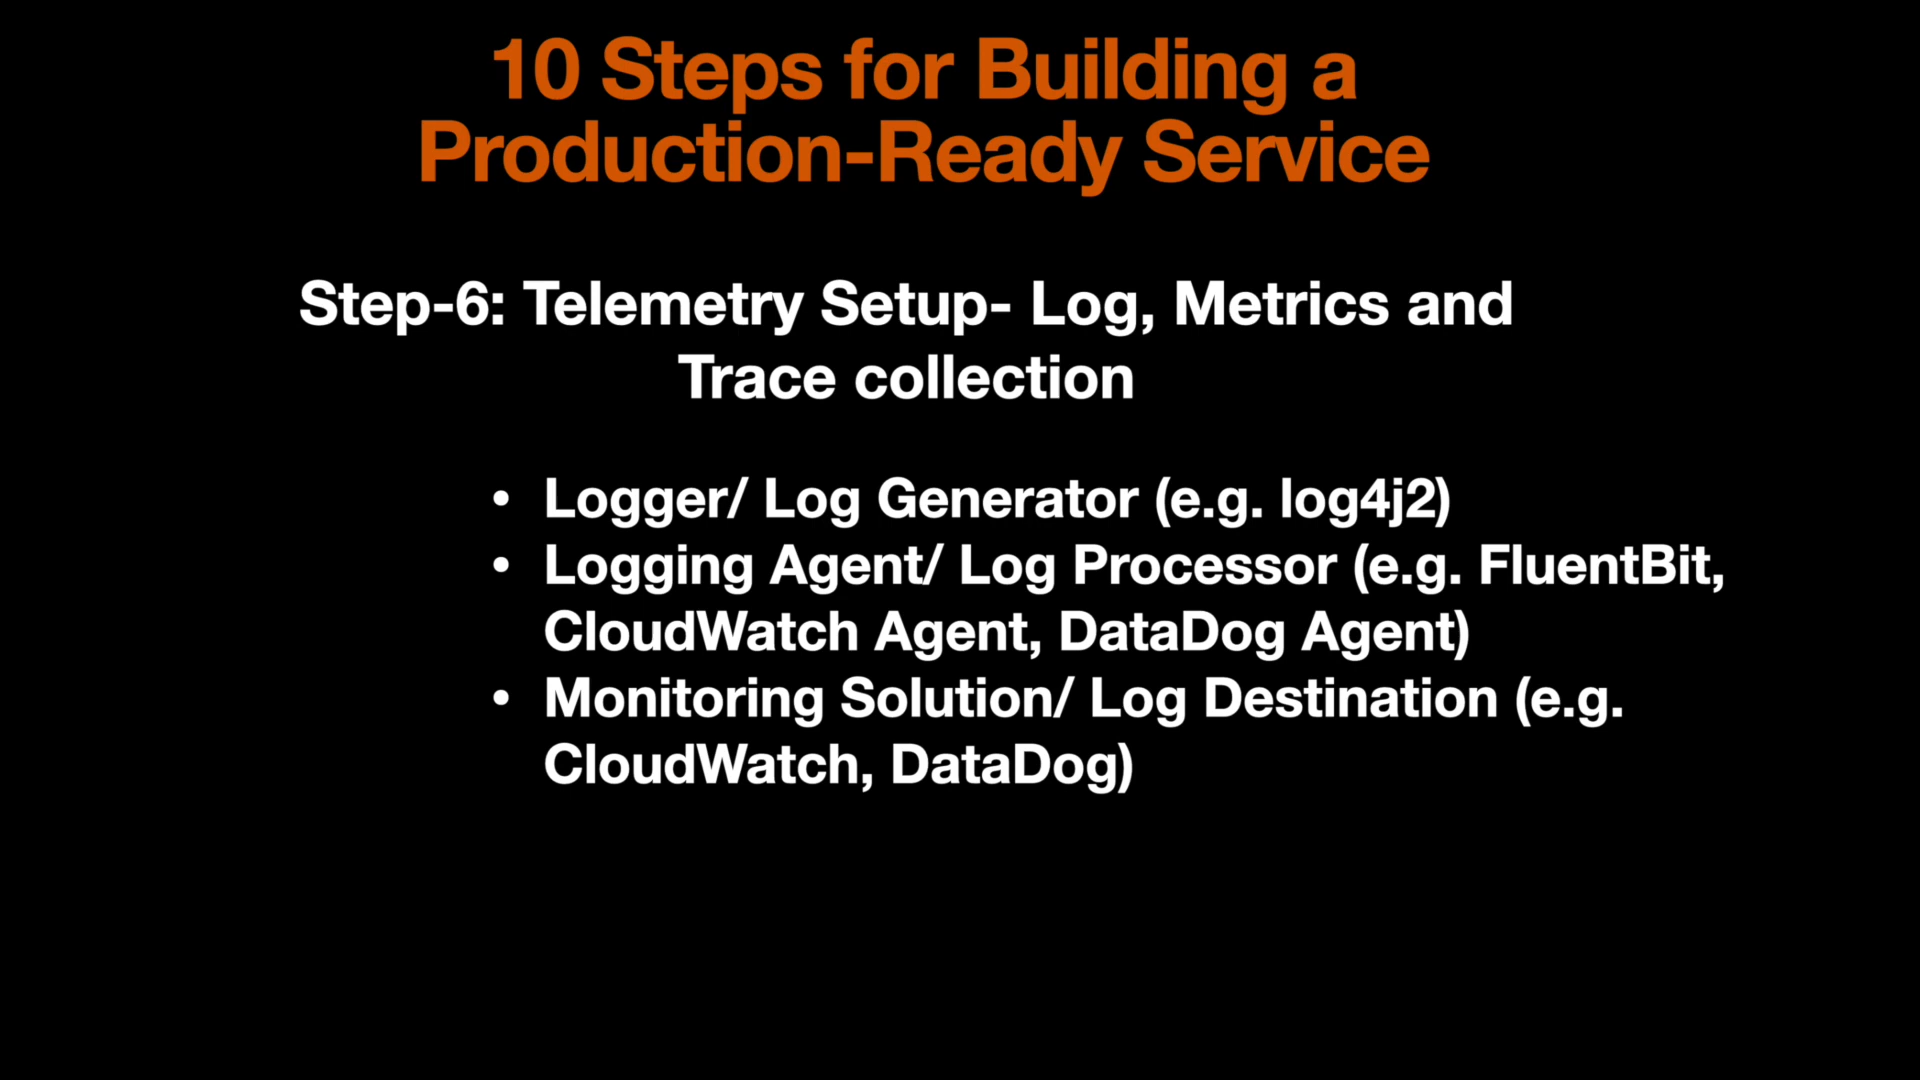 10 Steps for Building a
Production-Ready Service
Step-6: Telemetry Setup- Log, Metrics and
Trace collection
• Logger/ Log Generator (e.g. log4j2)
• Logging Agent/ Log Processor (e.g. FluentBit,
CloudWatch Agent, DataDog Agent)
• Monitoring Solution/ Log Destination (e.g.
CloudWatch, DataDog)